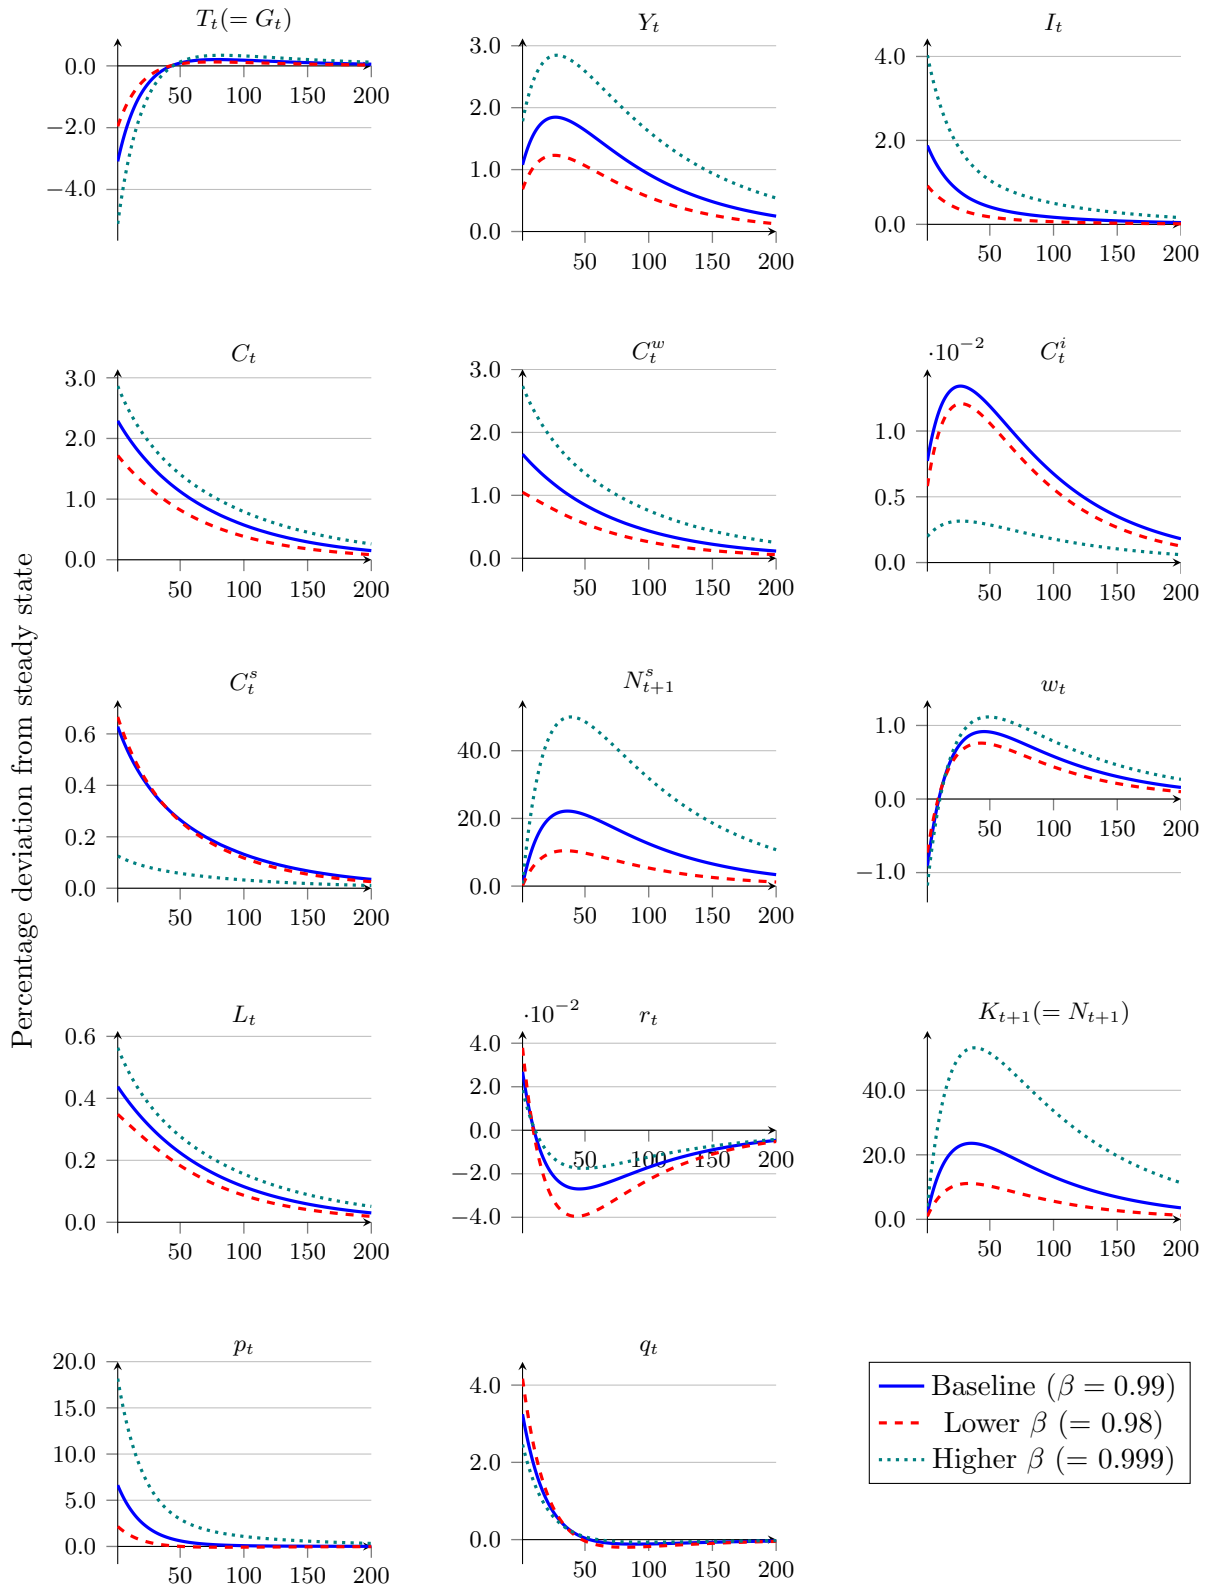 Percentage deviation from steady state
T_t(= G_t)
0.0
−2.0
−4.0
50 100 150 200
Y_t
3.0
2.0
1.0
0.0
50 100 150 200
I_t
4.0
2.0
0.0
50 100 150 200
C_t
3.0
2.0
1.0
0.0
50 100 150 200
C_t^w
3.0
2.0
1.0
0.0
50 100 150 200
·10^−2
C_t^i
1.0
0.5
0.0
50 100 150 200
C_t^s
0.6
0.4
0.2
0.0
50 100 150 200
N_{t+1}^s
40.0
20.0
0.0
50 100 150 200
w_t
1.0
0.0
−1.0
50 100 150 200
L_t
0.6
0.4
0.2
0.0
50 100 150 200
·10^−2
r_t
4.0
2.0
0.0
−2.0
−4.0
50 100 150 200
K_{t+1}(= N_{t+1})
40.0
20.0
0.0
50 100 150 200
p_t
20.0
15.0
10.0
5.0
0.0
50 100 150 200
q_t
4.0
2.0
0.0
50 100 150 200
Baseline (β = 0.99)
Lower β (= 0.98)
Higher β (= 0.999)